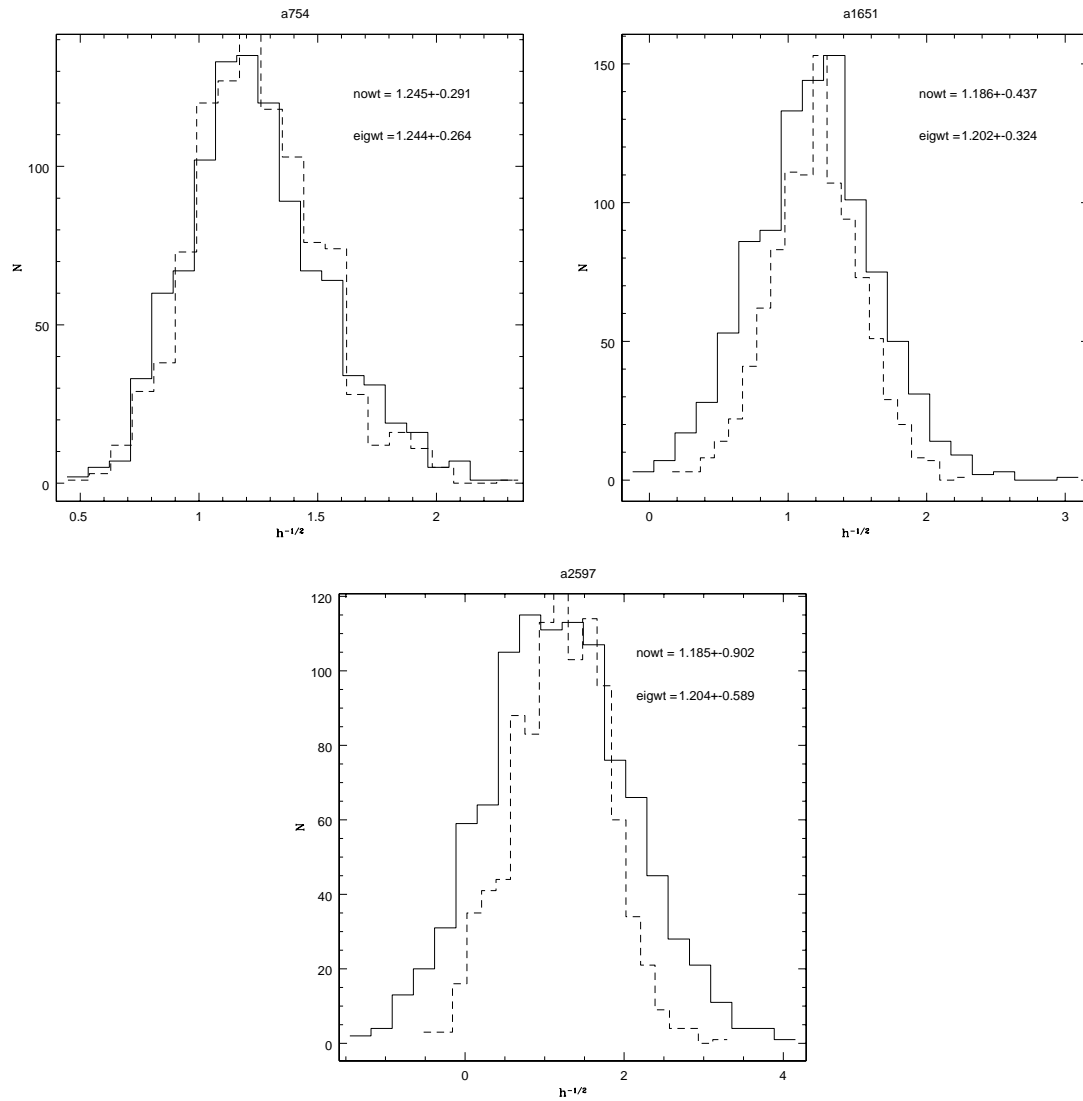 a754
nowt = 1.245+-0.291
eigwt = 1.244+-0.264
N
100
50
0
0.5 1 1.5 2
h^{-1/2}
a1651
nowt = 1.186+-0.437
eigwt = 1.202+-0.324
N
150
100
50
0
0 1 2 3
h^{-1/2}
a2597
nowt = 1.185+-0.902
eigwt = 1.204+-0.589
N
120
100
80
60
40
20
0
0 2 4
h^{-1/2}